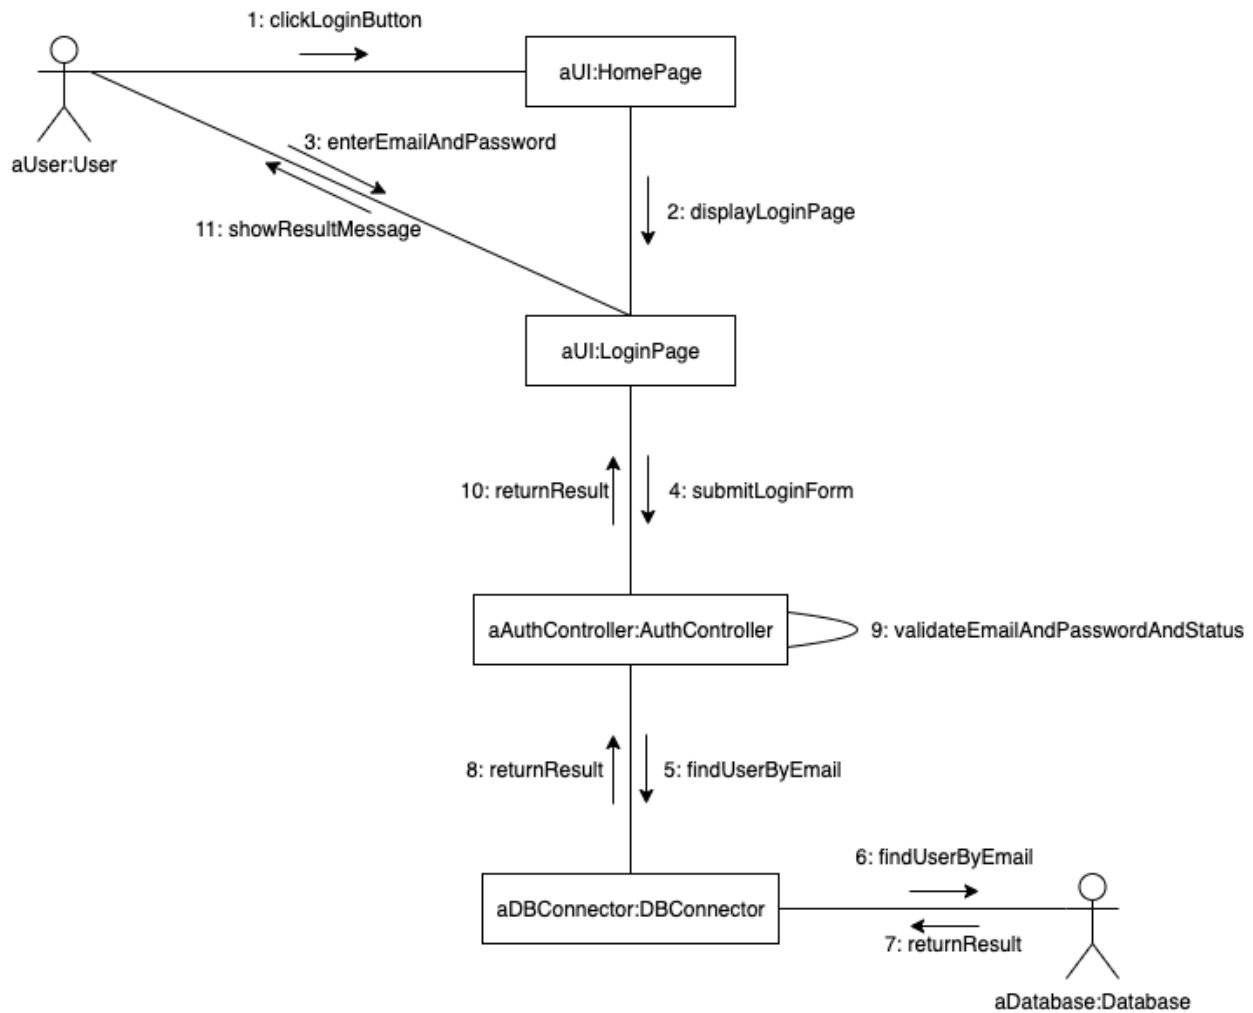 1: clickLoginButton
aUI:HomePage
3: enterEmailAndPassword
aUser:User
2: displayLoginPage
11: showResultMessage
aUI:LoginPage
10: returnResult
4: submitLoginForm
aAuthController:AuthController
9: validateEmailAndPasswordAndStatus
8: returnResult
5: findUserByEmail
6: findUserByEmail
aDBConnector:DBConnector
7: returnResult
aDatabase:Database